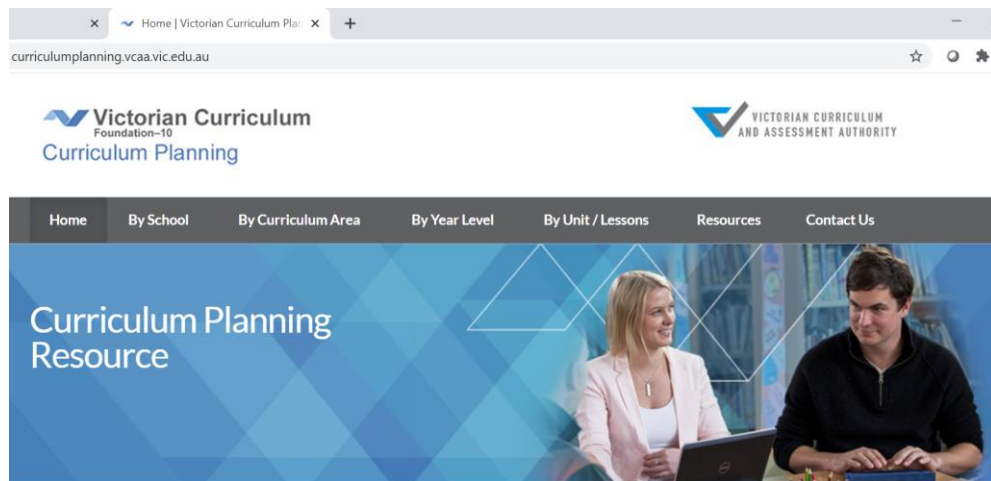 Home | Victorian Curriculum Plan
curriculumplanning.vcaa.vic.edu.au
Victorian Curriculum
Foundation–10
Curriculum Planning
VICTORIAN CURRICULUM
AND ASSESSMENT AUTHORITY
Home By School By Curriculum Area By Year Level By Unit / Lessons Resources Contact Us
Curriculum Planning
Resource